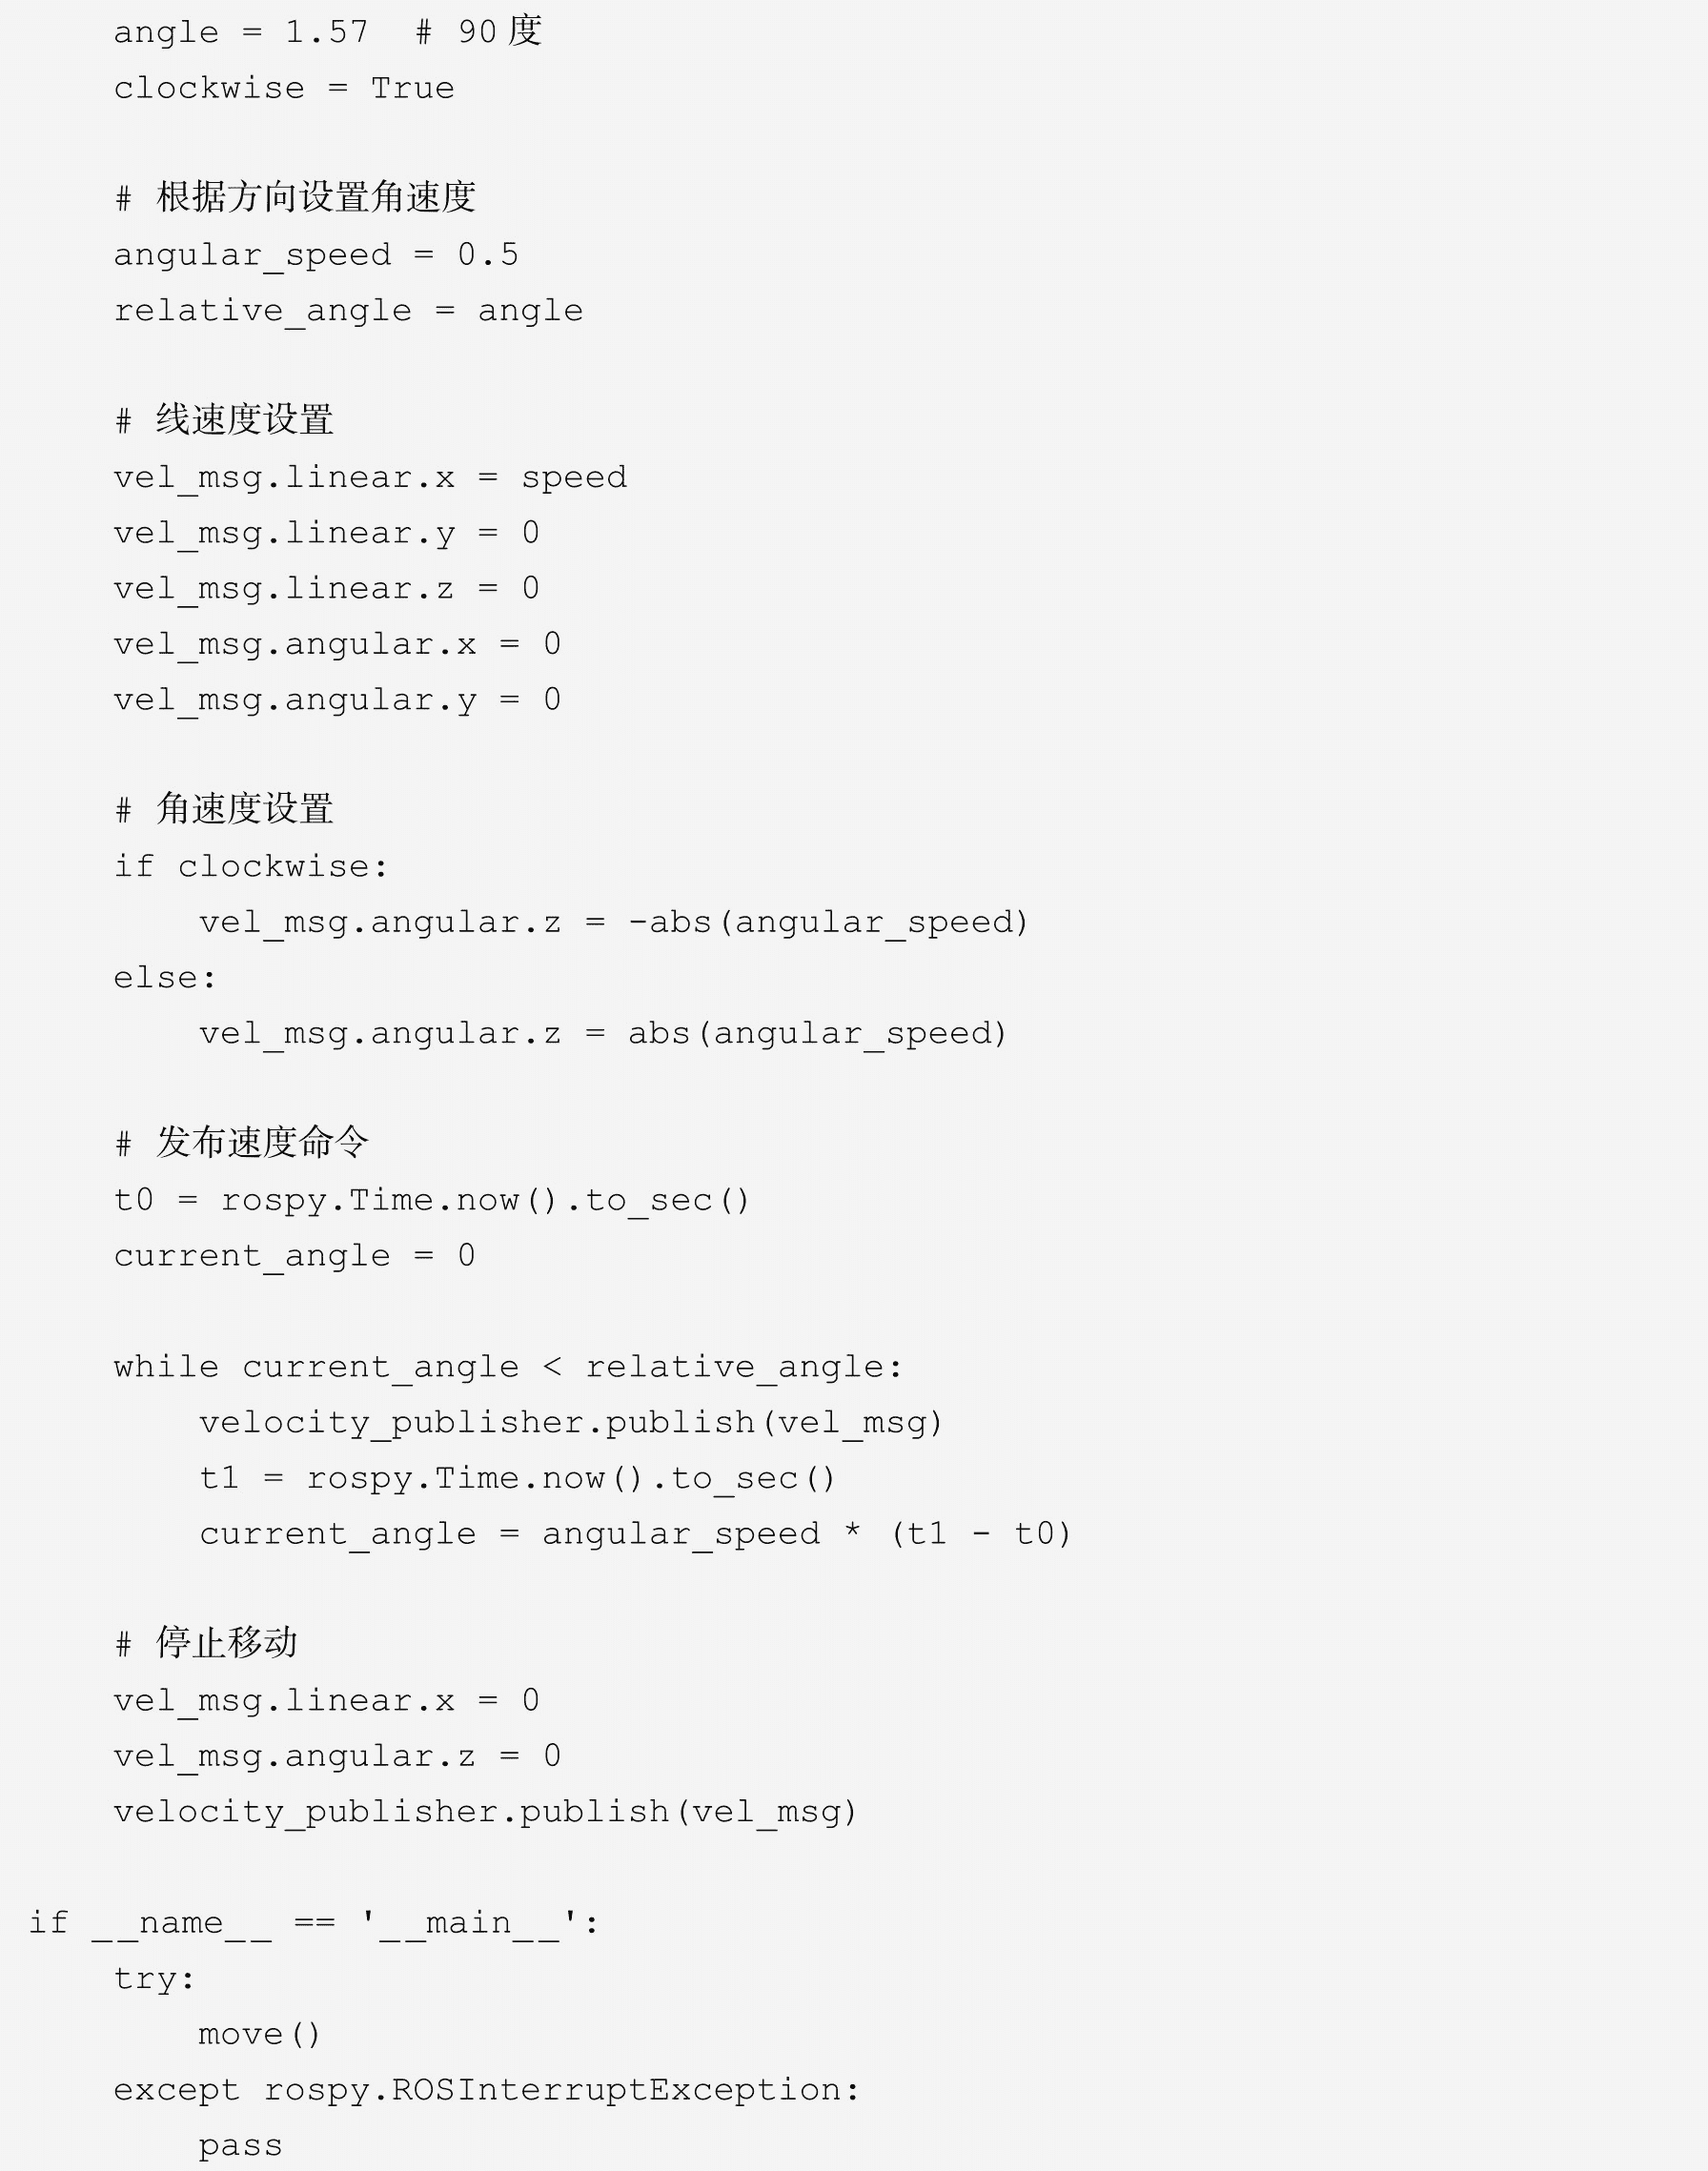 angle = 1.57  # 90度
    clockwise = True

    # 根据方向设置角速度
    angular_speed = 0.5
    relative_angle = angle

    # 线速度设置
    vel_msg.linear.x = speed
    vel_msg.linear.y = 0
    vel_msg.linear.z = 0
    vel_msg.angular.x = 0
    vel_msg.angular.y = 0

    # 角速度设置
    if clockwise:
        vel_msg.angular.z = -abs(angular_speed)
    else:
        vel_msg.angular.z = abs(angular_speed)

    # 发布速度命令
    t0 = rospy.Time.now().to_sec()
    current_angle = 0

    while current_angle < relative_angle:
        velocity_publisher.publish(vel_msg)
        t1 = rospy.Time.now().to_sec()
        current_angle = angular_speed * (t1 - t0)

    # 停止移动
    vel_msg.linear.x = 0
    vel_msg.angular.z = 0
    velocity_publisher.publish(vel_msg)

if __name__ == '__main__':
    try:
        move()
    except rospy.ROSInterruptException:
        pass